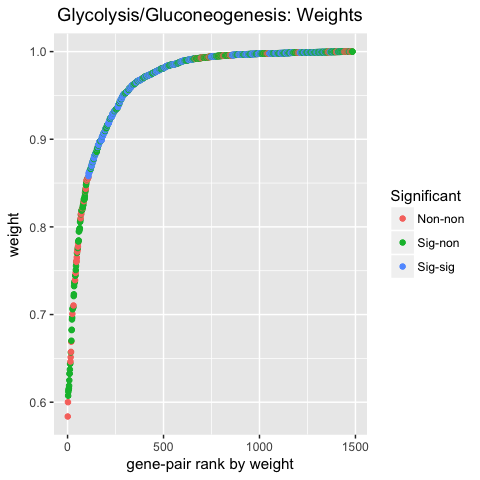 Glycolysis/Gluconeogenesis: Weights
1.0
0.9
0.8
0.7
0.6
weight
0
500
1000
1500
gene-pair rank by weight
Significant
Non-non
Sig-non
Sig-sig